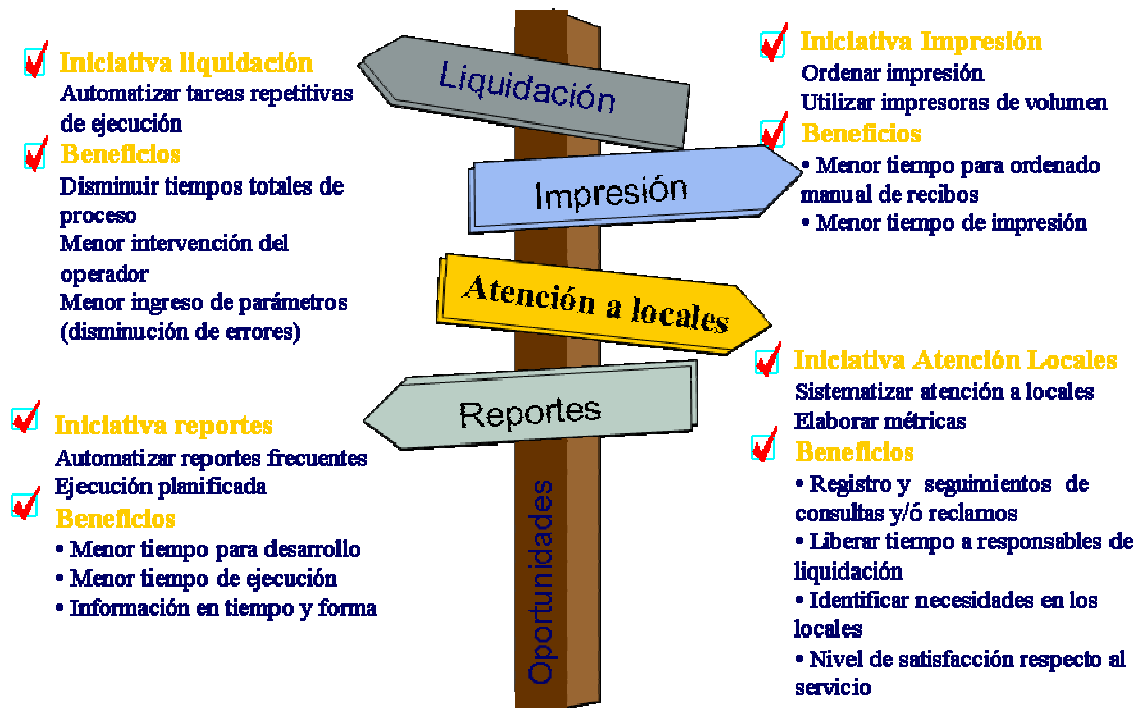 Iniciativa liquidación
Automatizar tareas repetitivas
de ejecución
Beneficios
Disminuir tiempos totales de
proceso
Menor intervención del
operador
Menor ingreso de parámetros
(disminución de errores)
Iniciativa reportes
Automatizar reportes frecuentes
Ejecución planificada
Beneficios
• Menor tiempo para desarrollo
• Menor tiempo de ejecución
• Información en tiempo y forma
Liquidación
Impresión
Atención a locales
Reportes
Oportunidades
Iniciativa Impresión
Ordenar impresión
Utilizar impresoras de volumen
Beneficios
• Menor tiempo para ordenado
manual de recibos
• Menor tiempo de impresión
Iniciativa Atención Locales
Sistematizar atención a locales
Elaborar métricas
Beneficios
• Registro y seguimientos de
consultas y/ó reclamos
• Liberar tiempo a responsables de
liquidación
• Identificar necesidades en los
locales
• Nivel de satisfacción respecto al
servicio